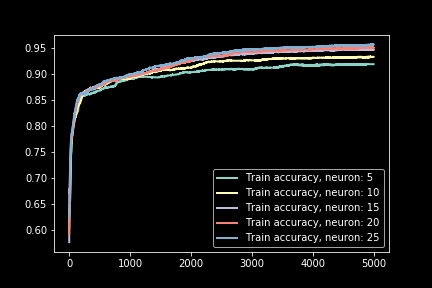 0.95
0.90
0.85
0.80
0.75
0.70
0.65
0.60
Train accuracy, neuron: 5
Train accuracy, neuron: 10
Train accuracy, neuron: 15
Train accuracy, neuron: 20
Train accuracy, neuron: 25
0 1000 2000 3000 4000 5000